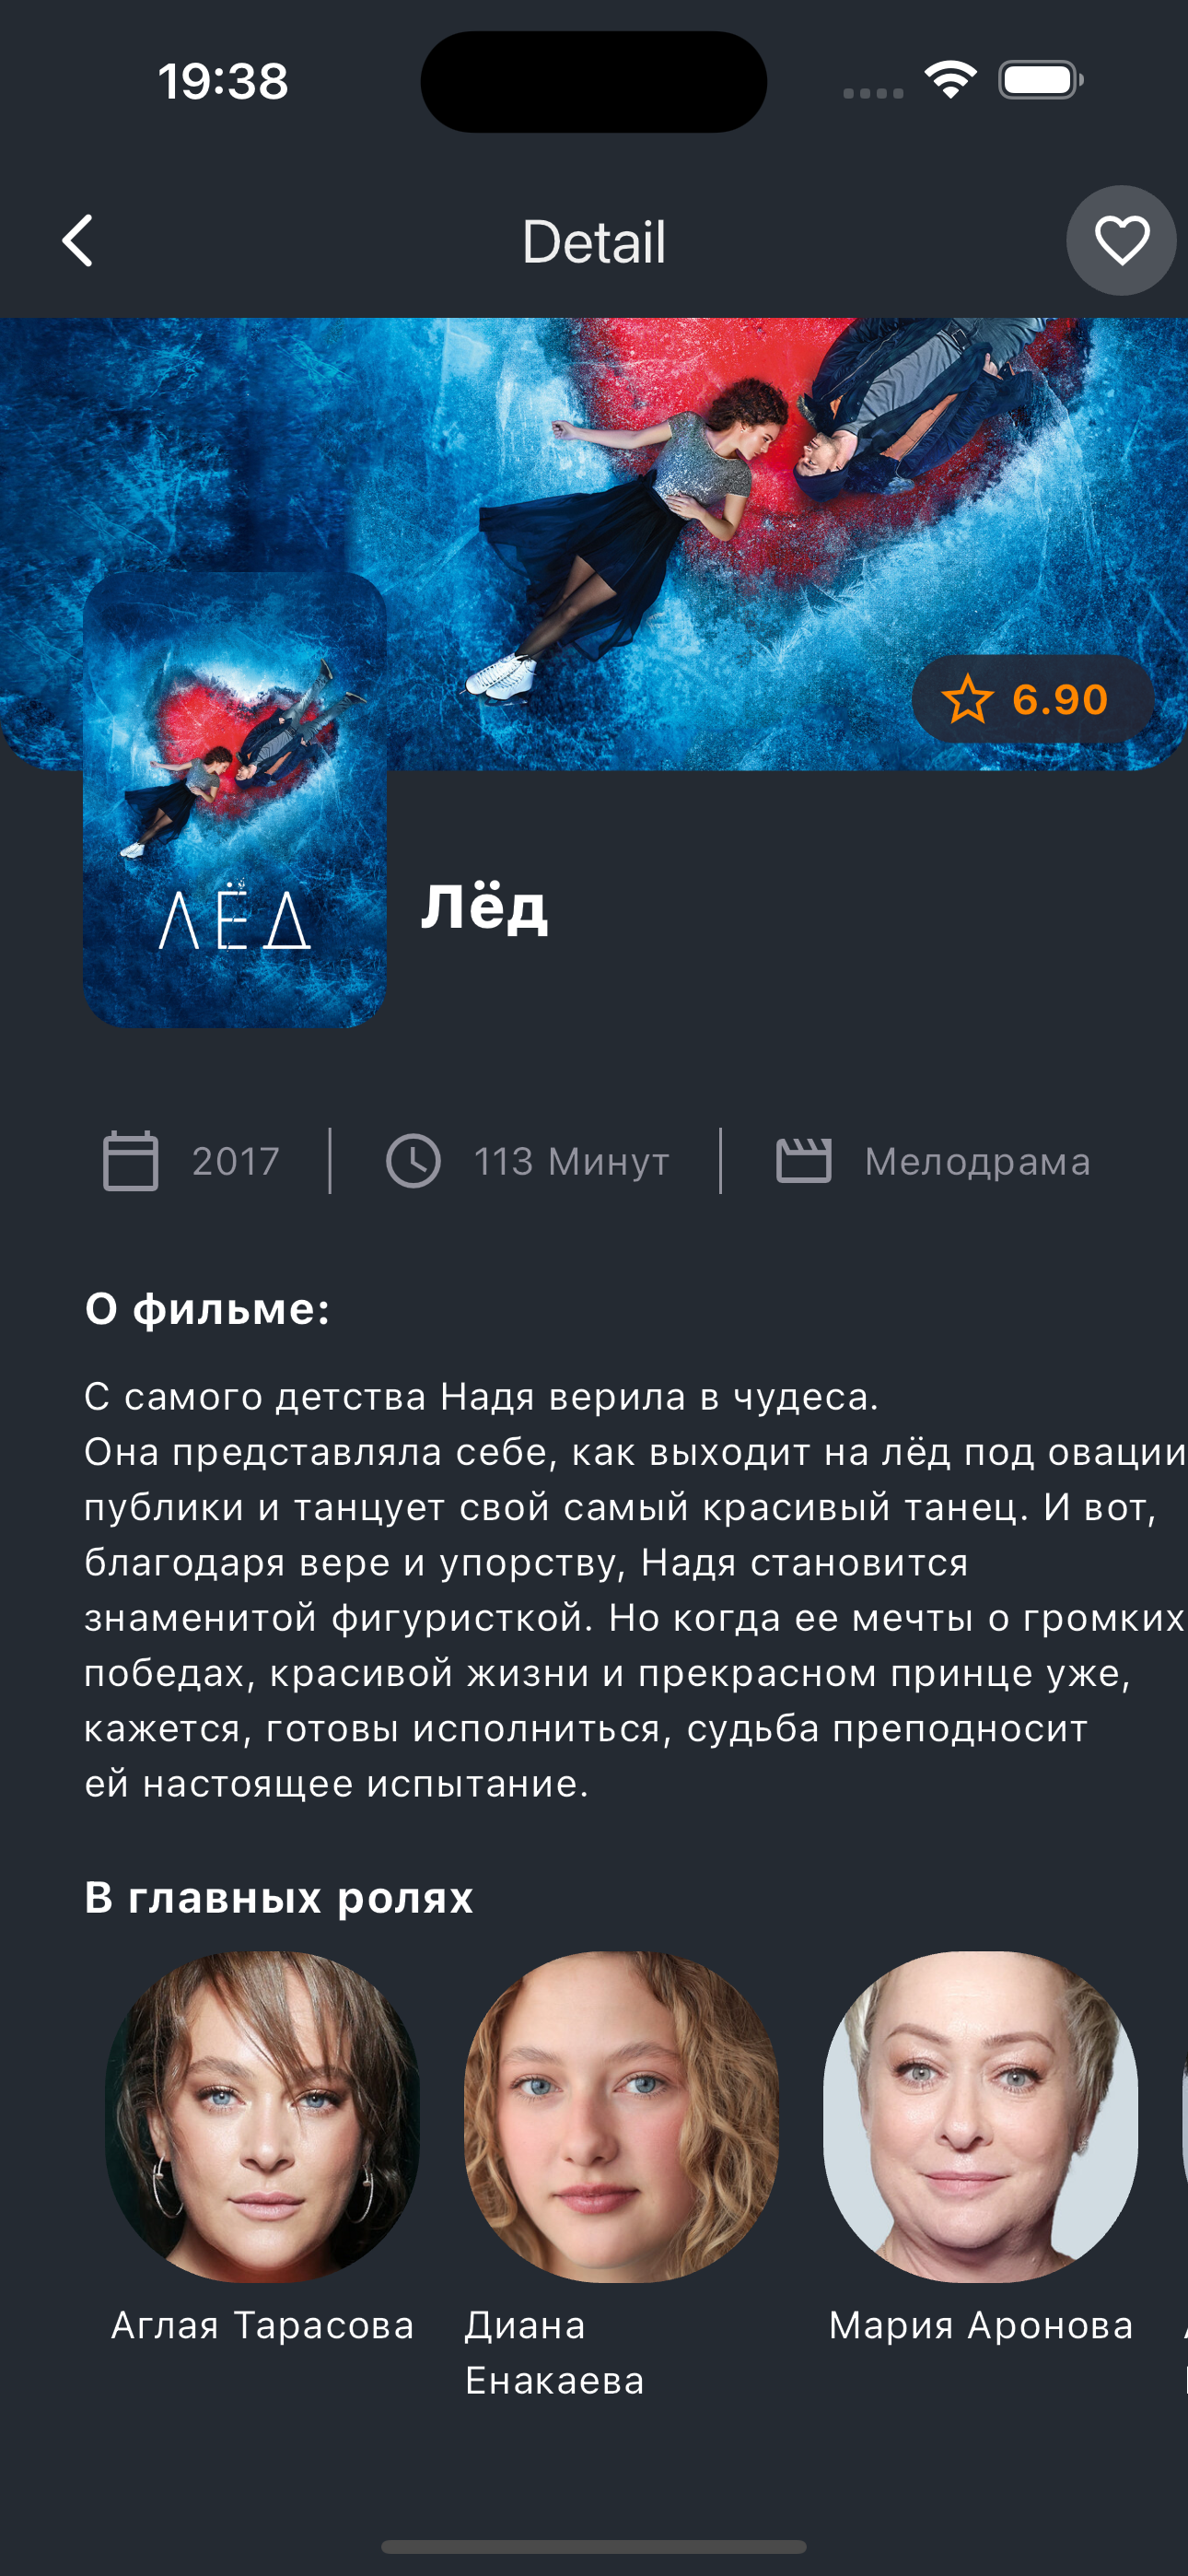 19:38
Detail
6.90
ЛЁД
Лёд
2017
113 Минут
Мелодрама
О фильме:
С самого детства Надя верила в чудеса.
Она представляла себе, как выходит на лёд под овации
публики и танцует свой самый красивый танец. И вот,
благодаря вере и упорству, Надя становится
знаменитой фигуристкой. Но когда ее мечты о громких
победах, красивой жизни и прекрасном принце уже,
кажется, готовы исполниться, судьба преподносит
ей настоящее испытание.
В главных ролях
Аглая Тарасова
Диана
Енакаева
Мария Аронова